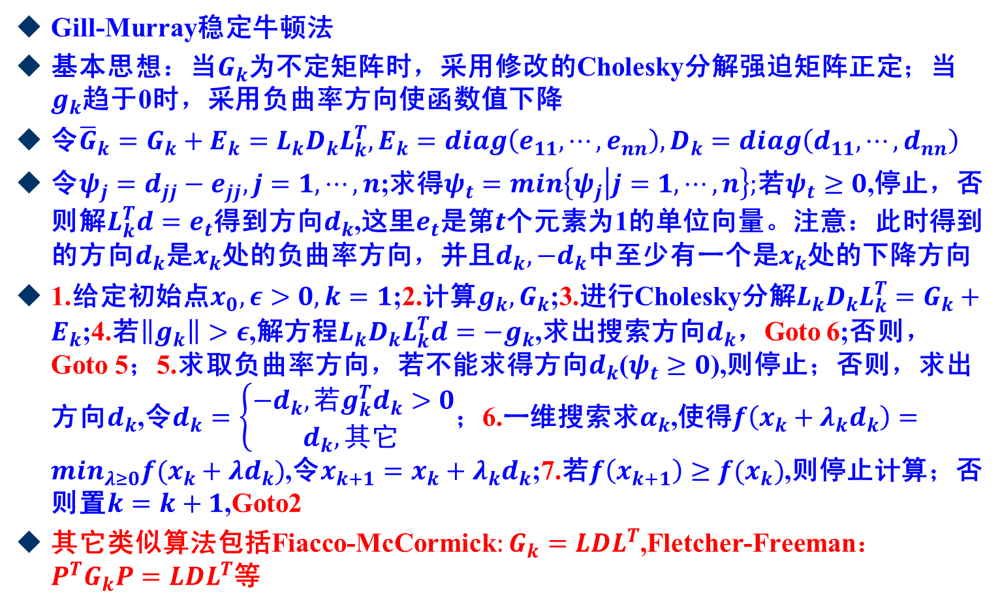 ◆ Gill-Murray稳定牛顿法
◆ 基本思想：当$G_k$为不定矩阵时，采用修改的Cholesky分解强迫矩阵正定；当
$g_k$趋于0时，采用负曲率方向使函数值下降
◆ 令$\overline{G}_k = G_k + E_k = L_k D_k L_k^T, E_k = diag(e_{11}, \cdots, e_{nn}), D_k = diag(d_{11}, \cdots, d_{nn})$
◆ 令$\psi_j = d_{jj} - e_{jj}, j = 1, \cdots, n$;求得$\psi_t = min\{\psi_j | j = 1, \cdots, n\}$;若$\psi_t \geq 0$,停止，否
则解$L_k^T d = e_t$得到方向$d_k$,这里$e_t$是第$t$个元素为1的单位向量。注意：此时得到
的方向$d_k$是$x_k$处的负曲率方向，并且$d_k, -d_k$中至少有一个是$x_k$处的下降方向
◆ 1.给定初始点$x_0, \epsilon > 0, k = 1$;2.计算$g_k, G_k$;3.进行Cholesky分解$L_k D_k L_k^T = G_k +$
$E_k$;4.若$\|g_k\| > \epsilon$,解方程$L_k D_k L_k^T d = -g_k$,求出搜索方向$d_k$，Goto 6;否则，
Goto 5；5.求取负曲率方向，若不能求得方向$d_k$($\psi_t \geq 0$),则停止；否则，求出
方向$d_k$,令$d_k = \begin{cases} -d_k, 若g_k^T d_k > 0 \\ d_k, 其它 \end{cases}$；6.一维搜索求$\alpha_k$,使得$f(x_k + \lambda_k d_k) =$
$min_{\lambda \geq 0} f(x_k + \lambda d_k)$,令$x_{k+1} = x_k + \lambda_k d_k$;7.若$f(x_{k+1}) \geq f(x_k)$,则停止计算；否
则置$k = k + 1$,Goto2
◆ 其它类似算法包括Fiacco-McCormick: $G_k = LDL^T$,Fletcher-Freeman：
$P^T G_k P = LDL^T$等